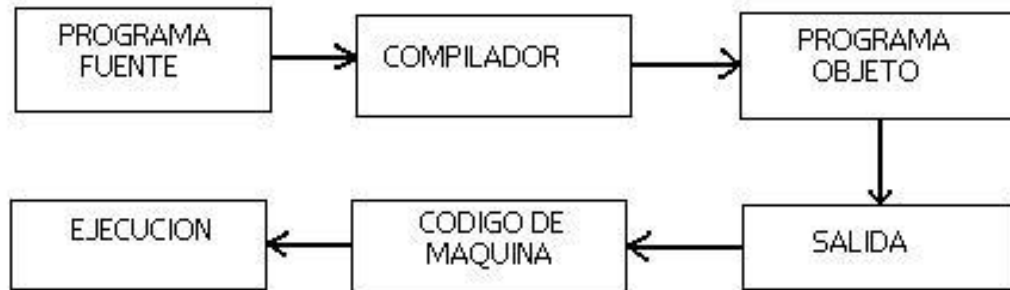 PROGRAMA
FUENTE
COMPILADOR
PROGRAMA
OBJETO
SALIDA
CODIGO DE
MAQUINA
EJECUCION